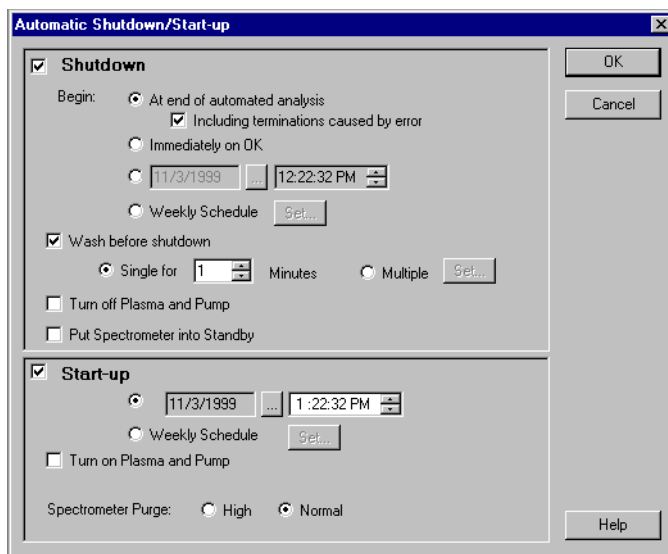 Automatic Shutdown/Start-up
Shutdown
OK
Begin: At end of automated analysis
Cancel
Including terminations caused by error
Immediately on OK
11/3/1999 ... 12:22:32 PM
Weekly Schedule Set...
Wash before shutdown
Single for 1 Minutes Multiple Set...
Turn off Plasma and Pump
Put Spectrometer into Standby
Start-up
11/3/1999 ... 1 :22:32 PM
Weekly Schedule Set...
Turn on Plasma and Pump
Spectrometer Purge: High Normal
Help